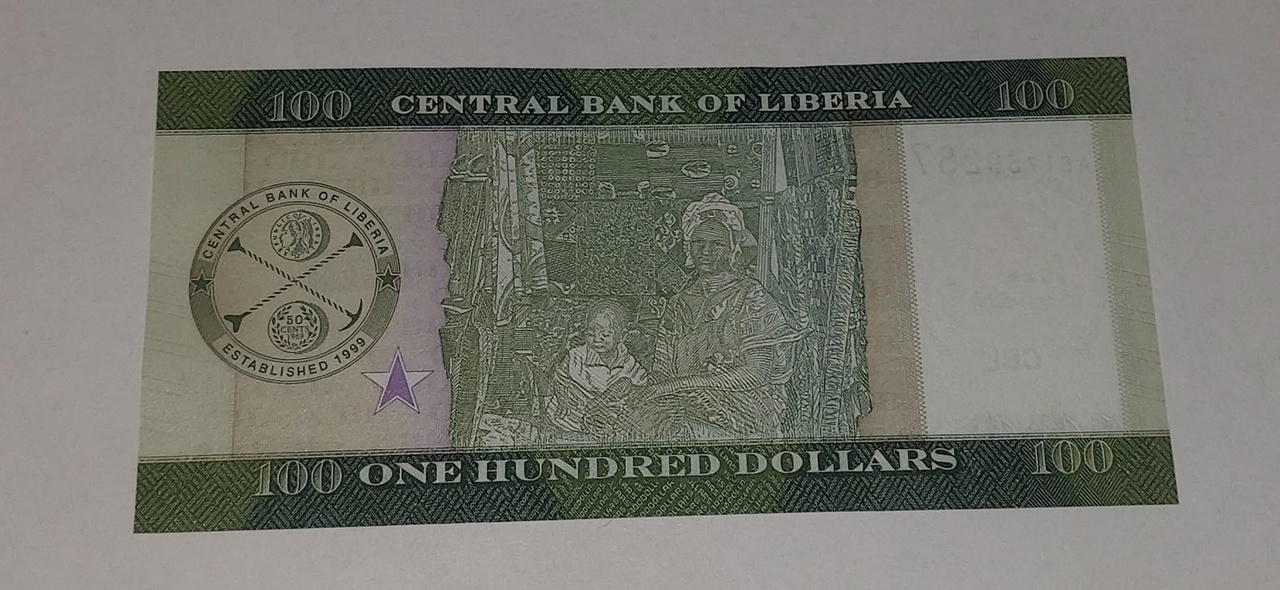 100 CENTRAL BANK OF LIBERIA 100
CENTRAL BANK OF LIBERIA
50
CENTS
ESTABLISHED 1999
100 ONE HUNDRED DOLLARS 100